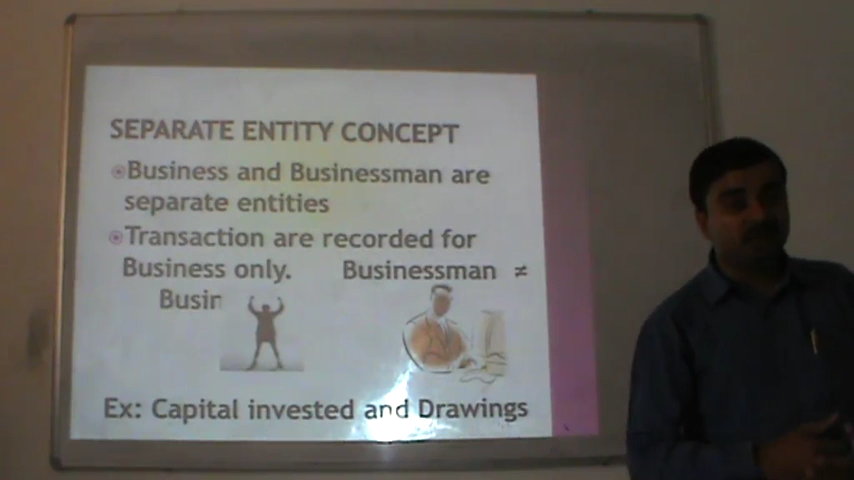 SEPARATE ENTITY CONCEPT
Business and Businessman are
separate entities
Transaction are recorded for
Business only. Businessman ≠
Busin
Ex: Capital invested and Drawings